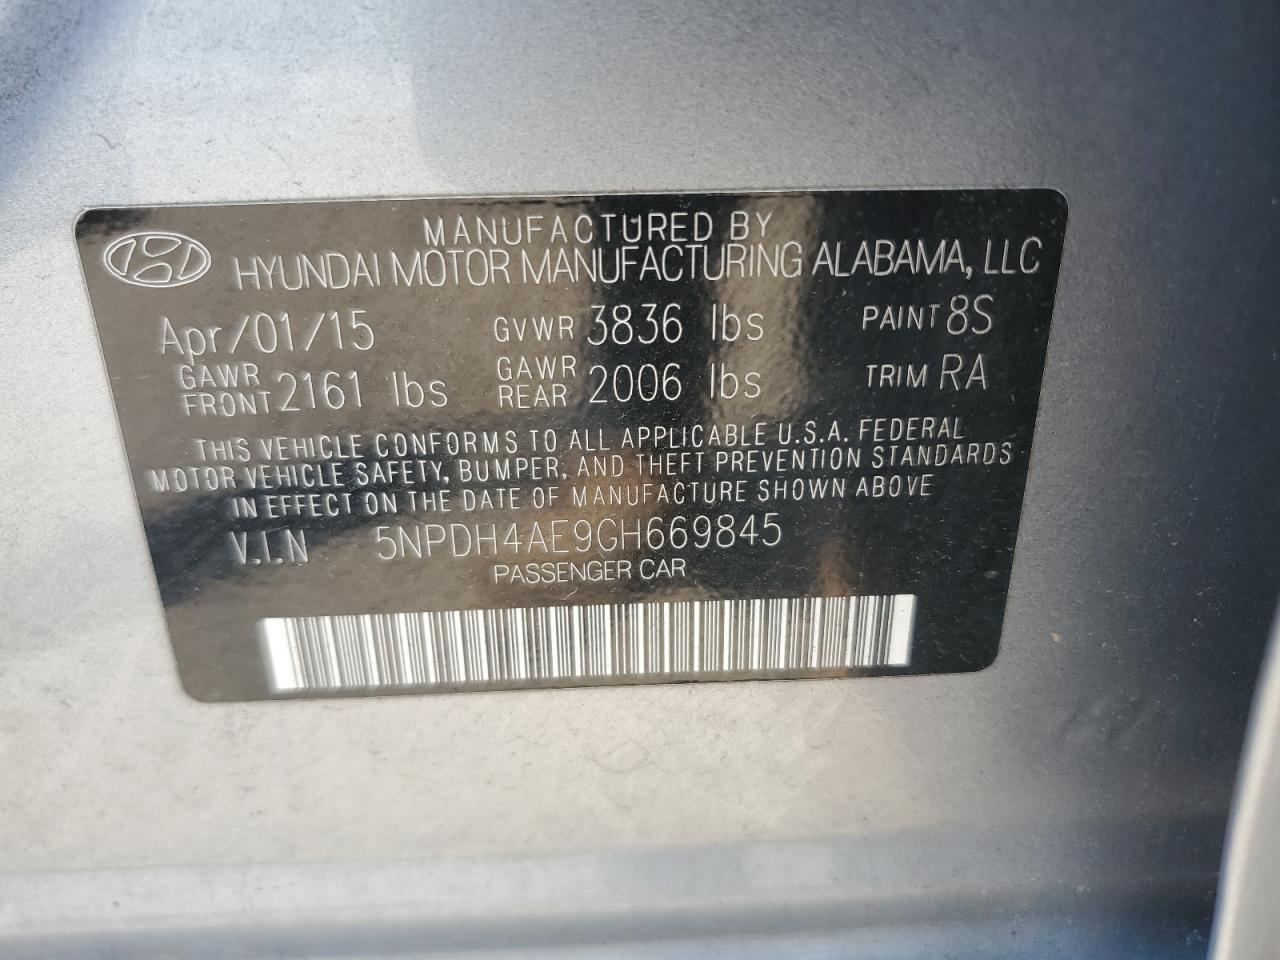 MANUFACTURED BY
HYUNDAI MOTOR MANUFACTURING ALABAMA, LLC
Apr/01/15 GVWR 3836 lbs PAINT 8S
GAWR FRONT 2161 lbs GAWR REAR 2006 lbs TRIM RA
THIS VEHICLE CONFORMS TO ALL APPLICABLE U.S.A. FEDERAL
MOTOR VEHICLE SAFETY, BUMPER, AND THEFT PREVENTION STANDARDS
IN EFFECT ON THE DATE OF MANUFACTURE SHOWN ABOVE
V.I.N 5NPDH4AE9GH669845
PASSENGER CAR